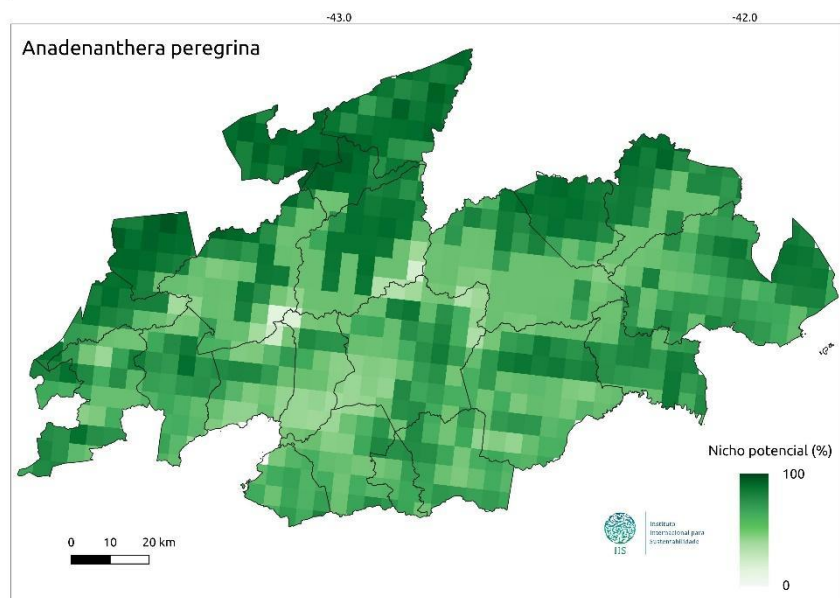 -43.0
-42.0
Anadenanthera peregrina
Nicho potencial (%)
100
0
0 10 20 km
IIS
Instituto
Internacional para
Sustentabilidade